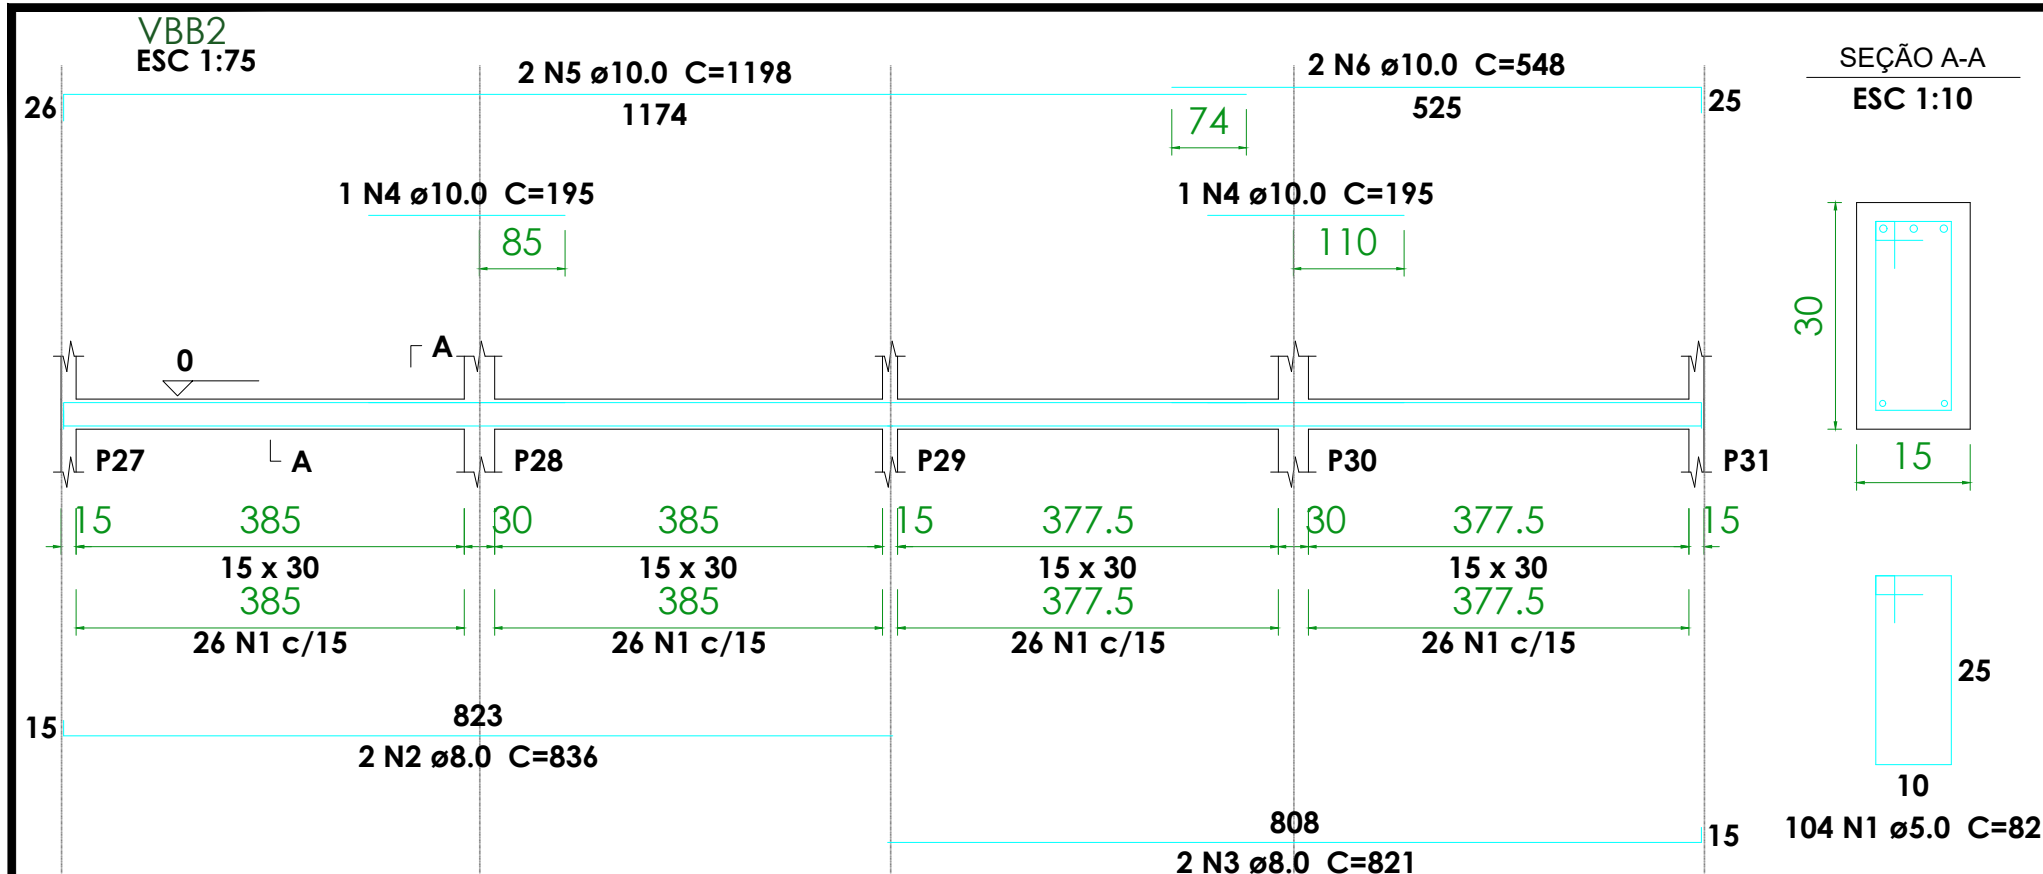 VBB2
ESC 1:75
2 N5 ø10.0 C=1198
2 N6 ø10.0 C=548
SEÇÃO A-A
ESC 1:10
26
1174
525
25
74
1 N4 ø10.0 C=195
1 N4 ø10.0 C=195
85
110
30
0
A
A
P27
P28
P29
P30
P31
15
15
385
30
385
15
377.5
30
377.5
15
15 x 30
15 x 30
15 x 30
15 x 30
385
385
377.5
377.5
26 N1 c/15
26 N1 c/15
26 N1 c/15
26 N1 c/15
25
10
104 N1 ø5.0 C=82
15
823
2 N2 ø8.0 C=836
808
15
2 N3 ø8.0 C=821